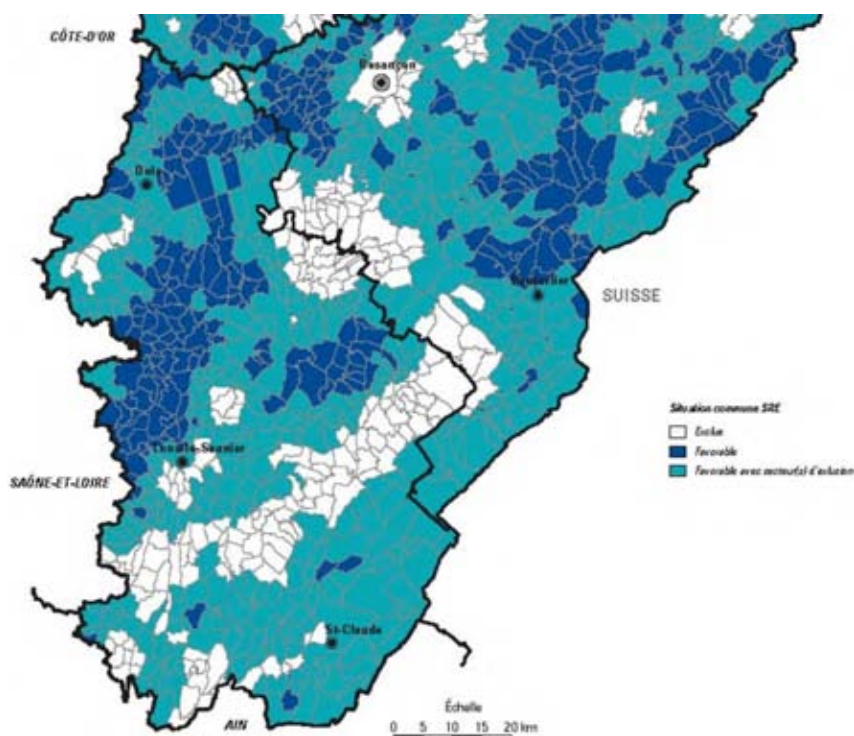 CÔTE-D'OR
Besançon
Dole
Pontarlier
SUISSE
Situation commune SRE
Exclue
Favorable
Favorable avec secteur(s) d'exlusion
Lons-le-Saunier
SAÔNE-ET-LOIRE
St-Claude
Échelle
AIN
0 5 10 15 20 km